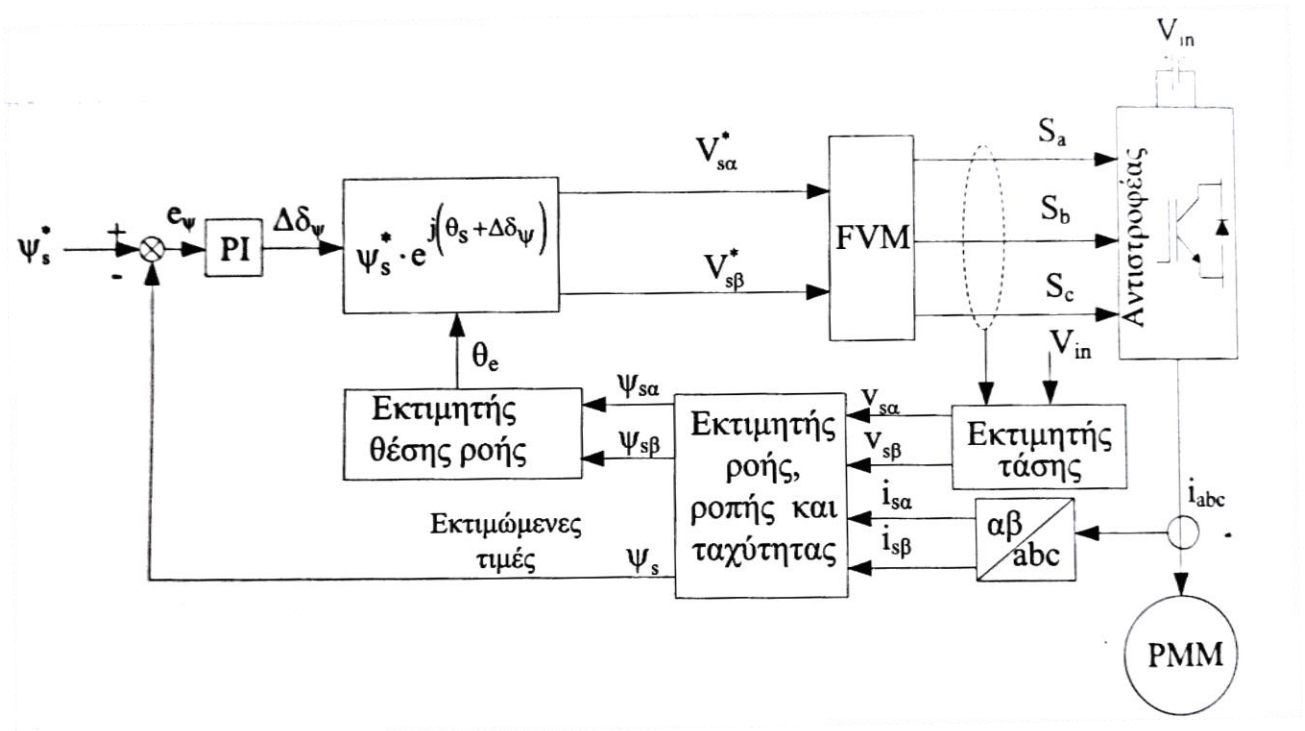 V_in
V*_sα
S_a
ψ*_s
+
-
e_ψ
PI
Δδ_ψ
ψ*_s · e^j(θ_s+Δδ_ψ)
FVM
S_b
Αντιστροφέας
V*_sβ
S_c
V_in
θ_e
Εκτιμητής
θέσης ροής
ψ_sα
ψ_sβ
Εκτιμητής
ροής,
ροπής και
ταχύτητας
v_sα
v_sβ
Εκτιμητής
τάσης
i_sα
i_sβ
αβ
abc
i_abc
Εκτιμώμενες
τιμές
ψ_s
PMM